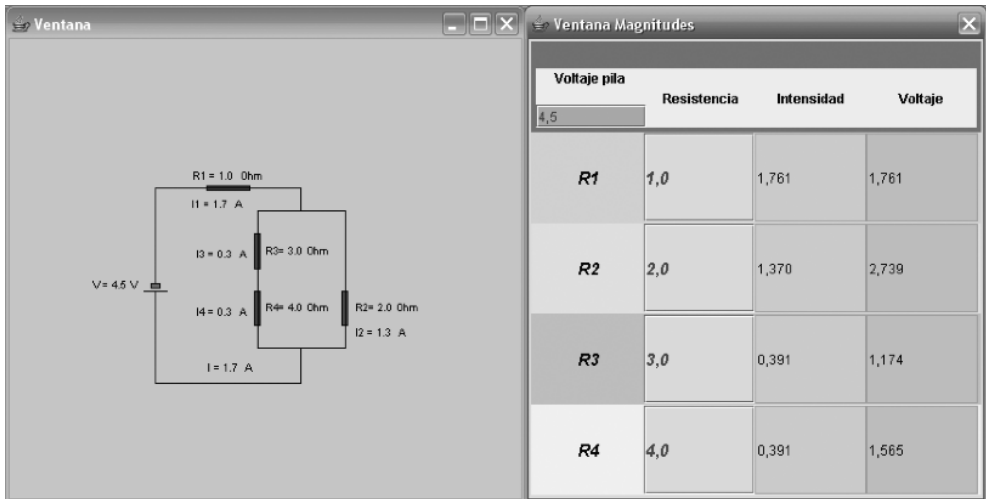 Ventana
R1 = 1.0 Ohm
I1 = 1.7 A
I3 = 0.3 A
R3= 3.0 Ohm
V= 4.5 V
I4 = 0.3 A
R4= 4.0 Ohm
R2= 2.0 Ohm
I2 = 1.3 A
I = 1.7 A
Ventana Magnitudes
Voltaje pila
Resistencia Intensidad Voltaje
4,5
R1 1,0 1,761 1,761
R2 2,0 1,370 2,739
R3 3,0 0,391 1,174
R4 4,0 0,391 1,565